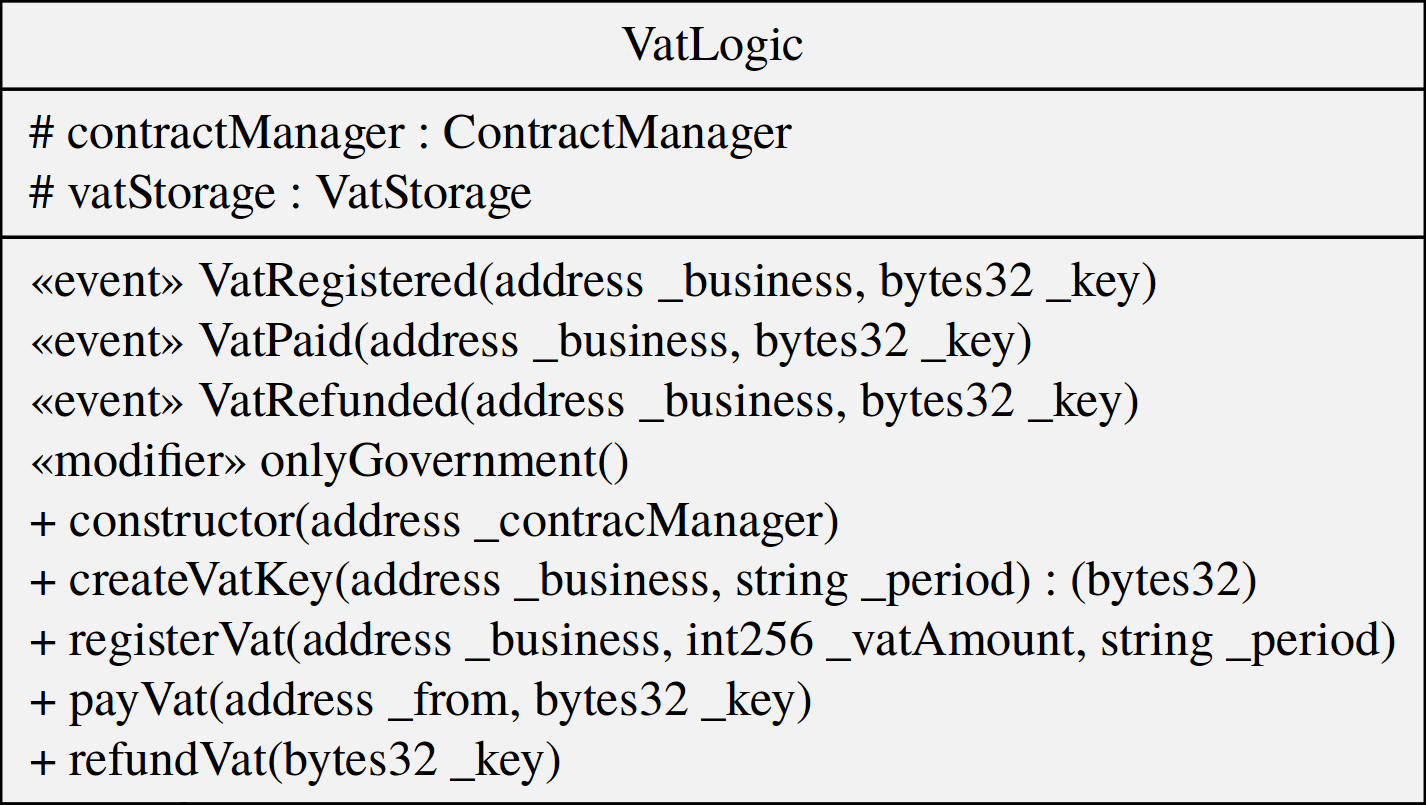 VatLogic
# contractManager : ContractManager
# vatStorage : VatStorage
«event» VatRegistered(address _business, bytes32 _key)
«event» VatPaid(address _business, bytes32 _key)
«event» VatRefunded(address _business, bytes32 _key)
«modifier» onlyGovernment()
+ constructor(address _contracManager)
+ createVatKey(address _business, string _period) : (bytes32)
+ registerVat(address _business, int256 _vatAmount, string _period)
+ payVat(address _from, bytes32 _key)
+ refundVat(bytes32 _key)